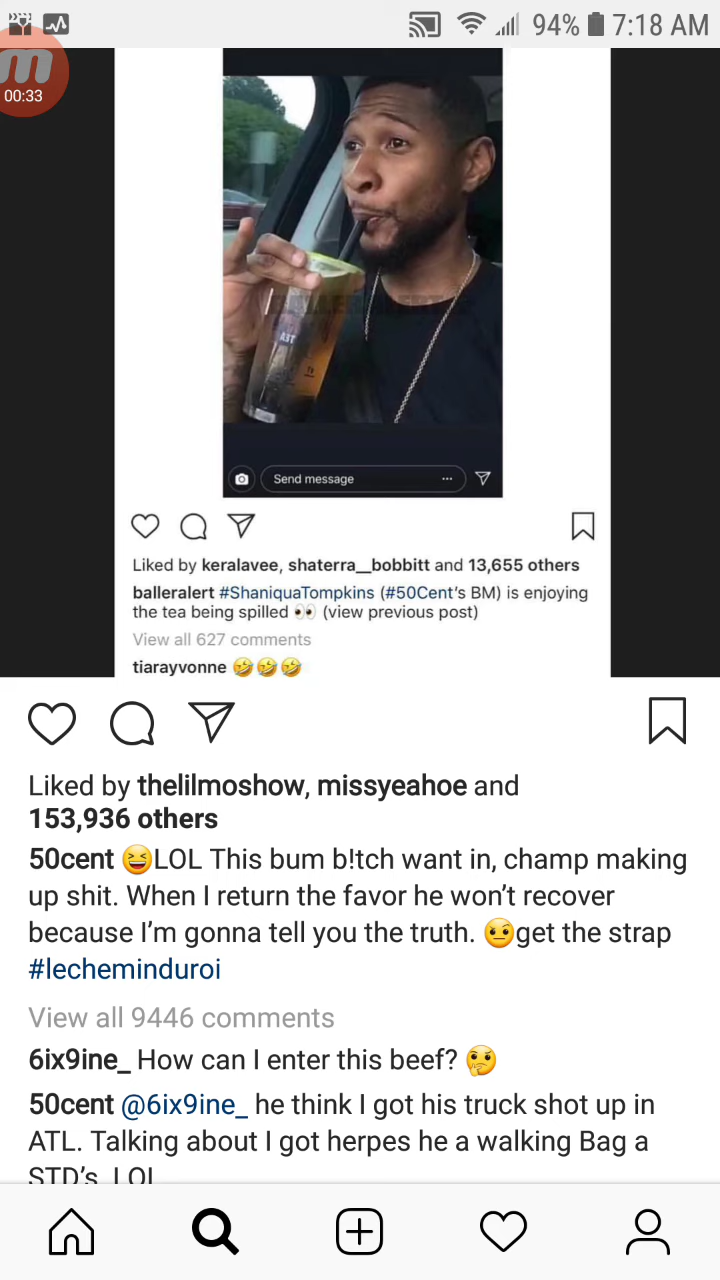 94% 7:18 AM
m
00:33
Send message
Liked by keralavee, shaterra__bobbitt and 13,655 others
balleralert #ShaniquaTompkins (#50Cent's BM) is enjoying
the tea being spilled 👀 (view previous post)
View all 627 comments
tiarayvonne 🤣🤣🤣
Liked by thelilmoshow, missyeahoe and
153,936 others
50cent 😆LOL This bum b!tch want in, champ making
up shit. When I return the favor he won’t recover
because I’m gonna tell you the truth. 🤨get the strap
#lecheminduroi
View all 9446 comments
6ix9ine_ How can I enter this beef? 🤔
50cent @6ix9ine_ he think I got his truck shot up in
ATL. Talking about I got herpes he a walking Bag a
STD’s. LOL